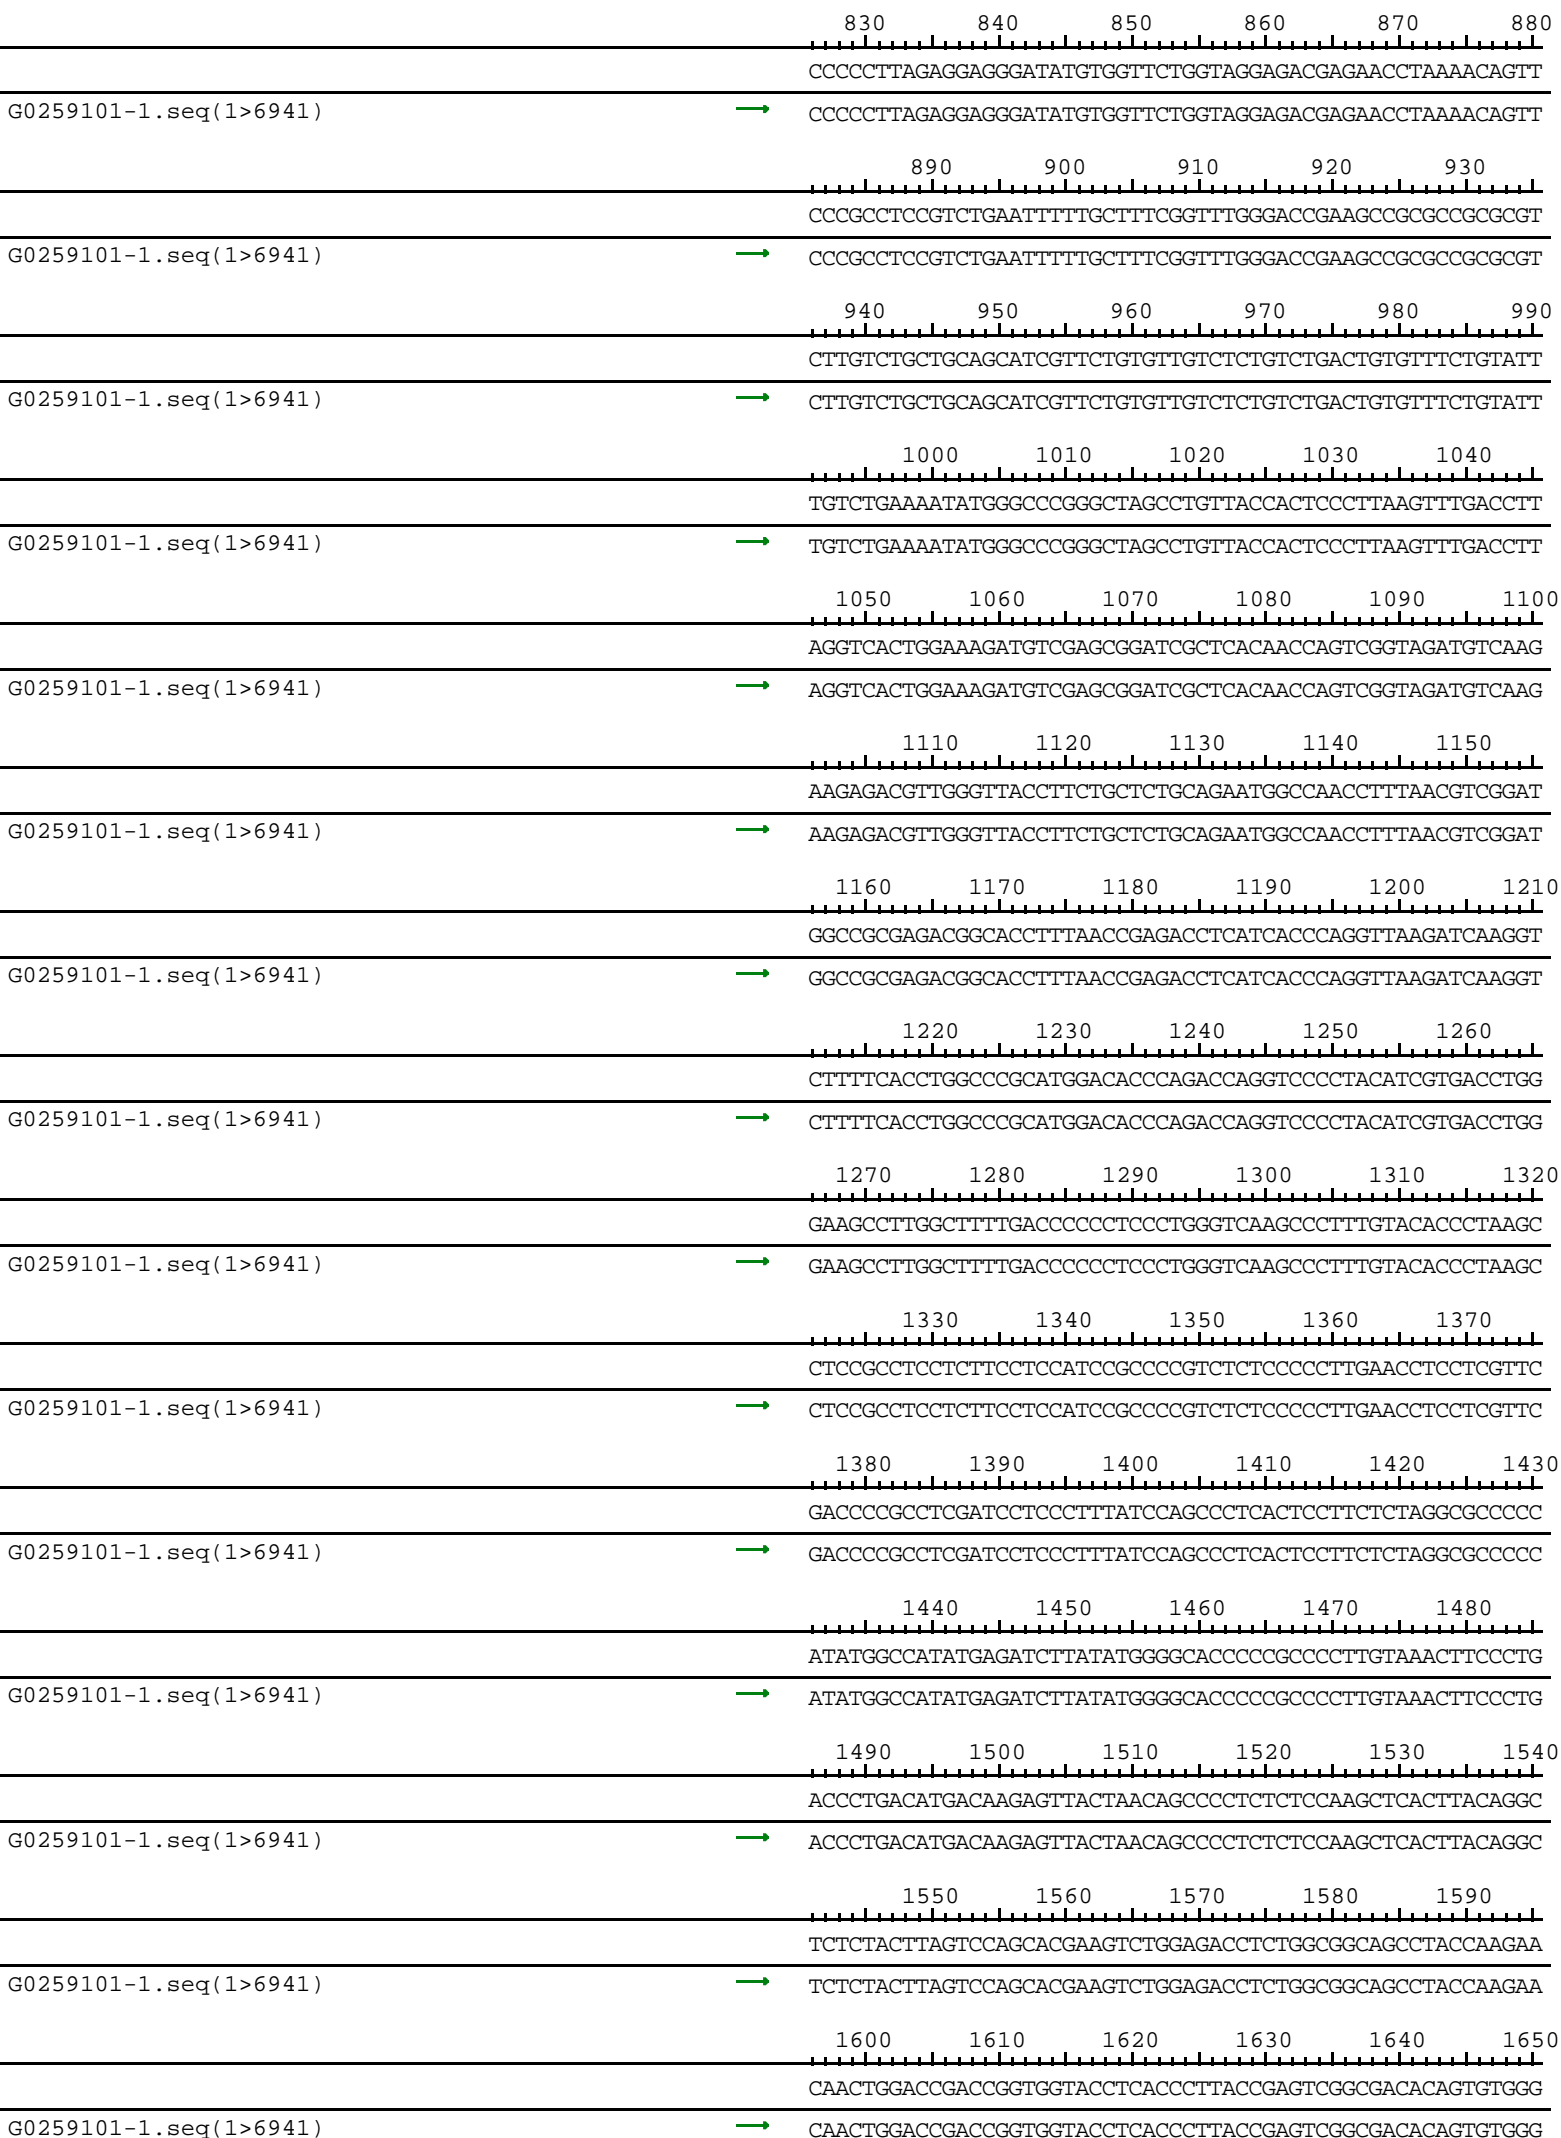 830 840 850 860 870 880
CCCCCTTAGAGGAGGGATATGTGGTTCTGGTAGGAGACGAGAACCTAAAACAGTT
G0259101-1.seq(1>6941) → CCCCCTTAGAGGAGGGATATGTGGTTCTGGTAGGAGACGAGAACCTAAAACAGTT
890 900 910 920 930
CCCGCCTCCGTCTGAATTTTTGCTTTCGGTTTGGGACCGAAGCCGCGCCGCGCGT
G0259101-1.seq(1>6941) → CCCGCCTCCGTCTGAATTTTTGCTTTCGGTTTGGGACCGAAGCCGCGCCGCGCGT
940 950 960 970 980 990
CTTGTCTGCTGCAGCATCGTTCTGTGTTGTCTCTGTCTGACTGTGTTTCTGTATT
G0259101-1.seq(1>6941) → CTTGTCTGCTGCAGCATCGTTCTGTGTTGTCTCTGTCTGACTGTGTTTCTGTATT
1000 1010 1020 1030 1040
TGTCTGAAAATATGGGCCCGGGCTAGCCTGTTACCACTCCCTTAAGTTTGACCTT
G0259101-1.seq(1>6941) → TGTCTGAAAATATGGGCCCGGGCTAGCCTGTTACCACTCCCTTAAGTTTGACCTT
1050 1060 1070 1080 1090 1100
AGGTCACTGGAAAGATGTCGAGCGGATCGCTCACAACCAGTCGGTAGATGTCAAG
G0259101-1.seq(1>6941) → AGGTCACTGGAAAGATGTCGAGCGGATCGCTCACAACCAGTCGGTAGATGTCAAG
1110 1120 1130 1140 1150
AAGAGACGTTGGGTTACCTTCTGCTCTGCAGAATGGCCAACCTTTAACGTCGGAT
G0259101-1.seq(1>6941) → AAGAGACGTTGGGTTACCTTCTGCTCTGCAGAATGGCCAACCTTTAACGTCGGAT
1160 1170 1180 1190 1200 1210
GGCCGCGAGACGGCACCTTTAACCGAGACCTCATCACCCAGGTTAAGATCAAGGT
G0259101-1.seq(1>6941) → GGCCGCGAGACGGCACCTTTAACCGAGACCTCATCACCCAGGTTAAGATCAAGGT
1220 1230 1240 1250 1260
CTTTTCACCTGGCCCGCATGGACACCCAGACCAGGTCCCCTACATCGTGACCTGG
G0259101-1.seq(1>6941) → CTTTTCACCTGGCCCGCATGGACACCCAGACCAGGTCCCCTACATCGTGACCTGG
1270 1280 1290 1300 1310 1320
GAAGCCTTGGCTTTTGACCCCCCTCCCTGGGTCAAGCCCTTTGTACACCCTAAGC
G0259101-1.seq(1>6941) → GAAGCCTTGGCTTTTGACCCCCCTCCCTGGGTCAAGCCCTTTGTACACCCTAAGC
1330 1340 1350 1360 1370
CTCCGCCTCCTCTTCCTCCATCCGCCCCGTCTCTCCCCCTTGAACCTCCTCGTTC
G0259101-1.seq(1>6941) → CTCCGCCTCCTCTTCCTCCATCCGCCCCGTCTCTCCCCCTTGAACCTCCTCGTTC
1380 1390 1400 1410 1420 1430
GACCCCGCCTCGATCCTCCCTTTATCCAGCCCTCACTCCTTCTCTAGGCGCCCCC
G0259101-1.seq(1>6941) → GACCCCGCCTCGATCCTCCCTTTATCCAGCCCTCACTCCTTCTCTAGGCGCCCCC
1440 1450 1460 1470 1480
ATATGGCCATATGAGATCTTATATGGGGCACCCCCGCCCCTTGTAAACTTCCCTG
G0259101-1.seq(1>6941) → ATATGGCCATATGAGATCTTATATGGGGCACCCCCGCCCCTTGTAAACTTCCCTG
1490 1500 1510 1520 1530 1540
ACCCTGACATGACAAGAGTTACTAACAGCCCCTCTCTCCAAGCTCACTTACAGGC
G0259101-1.seq(1>6941) → ACCCTGACATGACAAGAGTTACTAACAGCCCCTCTCTCCAAGCTCACTTACAGGC
1550 1560 1570 1580 1590
TCTCTACTTAGTCCAGCACGAAGTCTGGAGACCTCTGGCGGCAGCCTACCAAGAA
G0259101-1.seq(1>6941) → TCTCTACTTAGTCCAGCACGAAGTCTGGAGACCTCTGGCGGCAGCCTACCAAGAA
1600 1610 1620 1630 1640 1650
CAACTGGACCGACCGGTGGTACCTCACCCTTACCGAGTCGGCGACACAGTGTGGG
G0259101-1.seq(1>6941) → CAACTGGACCGACCGGTGGTACCTCACCCTTACCGAGTCGGCGACACAGTGTGGG